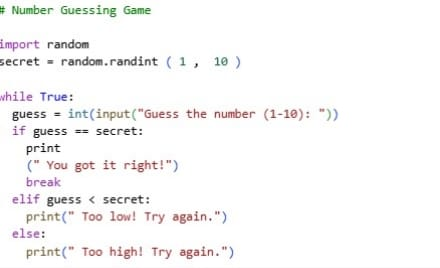 # Number Guessing Game
import random
secret = random.randint ( 1 ,  10 )
while True:
  guess = int(input("Guess the number (1-10): "))
  if guess == secret:
    print
    (" You got it right!")
    break
  elif guess < secret:
    print(" Too low! Try again.")
  else:
    print(" Too high! Try again.")